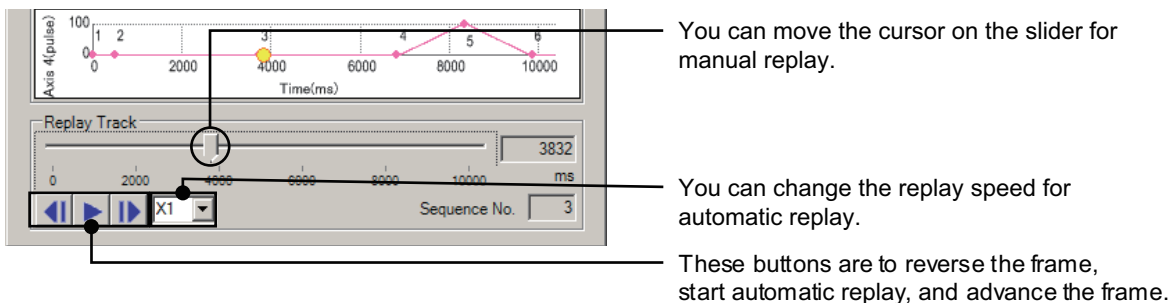 100
1 2 3 4 5 6
0
Axis 4(pulse)
0 2000 4000 6000 8000 10000
Time(ms)
You can move the cursor on the slider for
manual replay.
Replay Track
3832
0 2000 4000 6000 8000 10000 ms
X1
Sequence No. 3
You can change the replay speed for
automatic replay.
These buttons are to reverse the frame,
start automatic replay, and advance the frame.